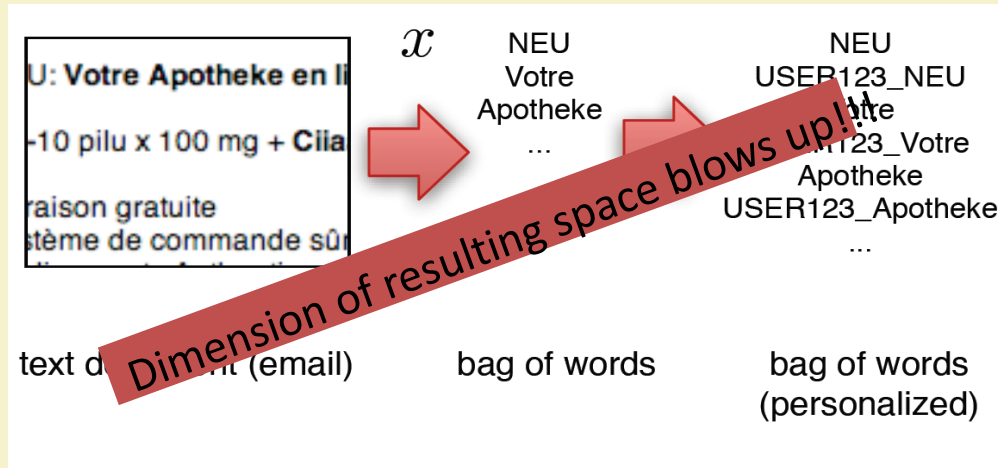 U: Votre Apotheke en li
-10 pilu x 100 mg + Ciia
raison gratuite
stème de commande sûr
x
NEU
Votre
Apotheke
...
NEU
USER123_NEU
Votre
USER123_Votre
Apotheke
USER123_Apotheke
...
Dimension of resulting space blows up!!!
text document (email)
bag of words
bag of words
(personalized)